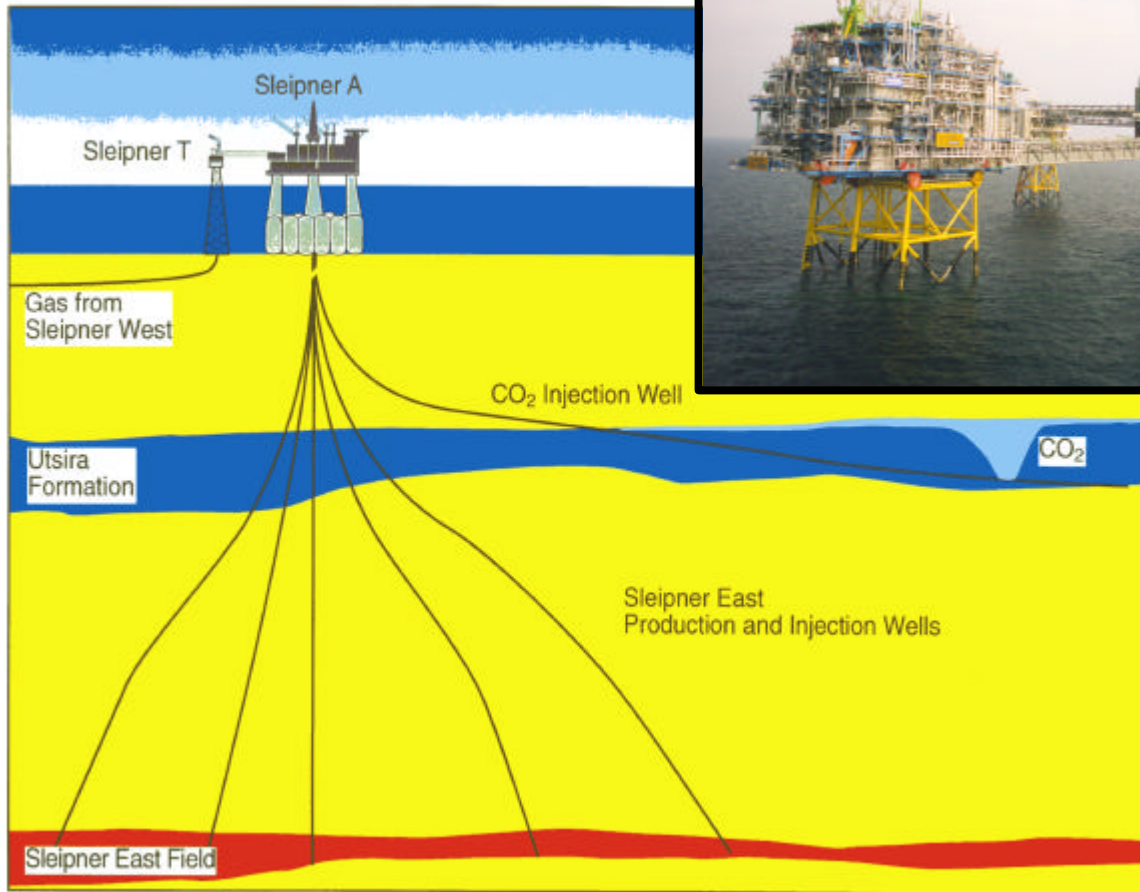 Sleipner A
Sleipner T
Gas from
Sleipner West
CO₂ Injection Well
Utsira
Formation
CO₂
Sleipner East
Production and Injection Wells
Sleipner East Field